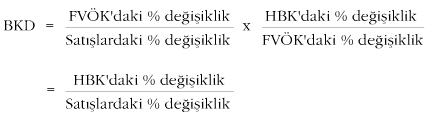 BKD = FVÖK'daki % değişiklik / Satışlardaki % değişiklik x HBK'daki % değişiklik / FVÖK'daki % değişiklik
= HBK'daki % değişiklik / Satışlardaki % değişiklik